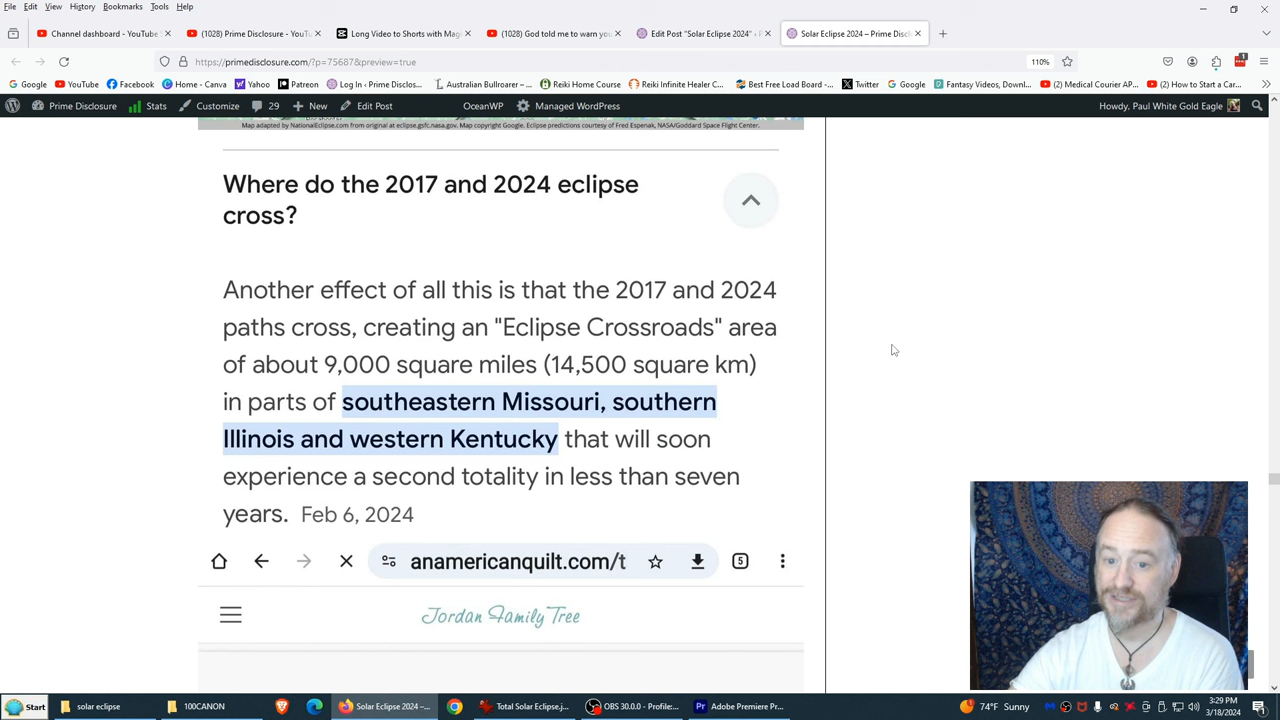 File Edit View History Bookmarks Tools Help
Channel dashboard - YouTube
(1028) Prime Disclosure - YouT
Long Video to Shorts with Mag
(1028) God told me to warn you
Edit Post "Solar Eclipse 2024"
Solar Eclipse 2024 – Prime Discl
https://primedisclosure.com/?p=75687&preview=true
110%
Google YouTube Facebook Home - Canva Yahoo Patreon Log In ‹ Prime Disclos... Australian Bullroarer... Reiki Home Course Reiki Infinite Healer C... Best Free Load Board -... Twitter Google Fantasy Videos, Downl... (2) Medical Courier AP... (2) How to Start a Car...
Prime Disclosure Stats Customize 29 New Edit Post OceanWP Managed WordPress Howdy, Paul White Gold Eagle
Map adapted by NationalEclipse.com from original at eclipse.gsfc.nasa.gov. Map copyright Google. Eclipse predictions courtesy of Fred Espenak, NASA/Goddard Space Flight Center.
Where do the 2017 and 2024 eclipse
cross?
Another effect of all this is that the 2017 and 2024
paths cross, creating an "Eclipse Crossroads" area
of about 9,000 square miles (14,500 square km)
in parts of southeastern Missouri, southern
Illinois and western Kentucky that will soon
experience a second totality in less than seven
years. Feb 6, 2024
anamericanquilt.com/t
5
Jordan Family Tree
Start solar eclipse 100CANON Solar Eclipse 2024 –... Total Solar Eclipse.j... OBS 30.0.0 - Profile:... Adobe Premiere Pro... 74°F Sunny 3:29 PM
3/18/2024